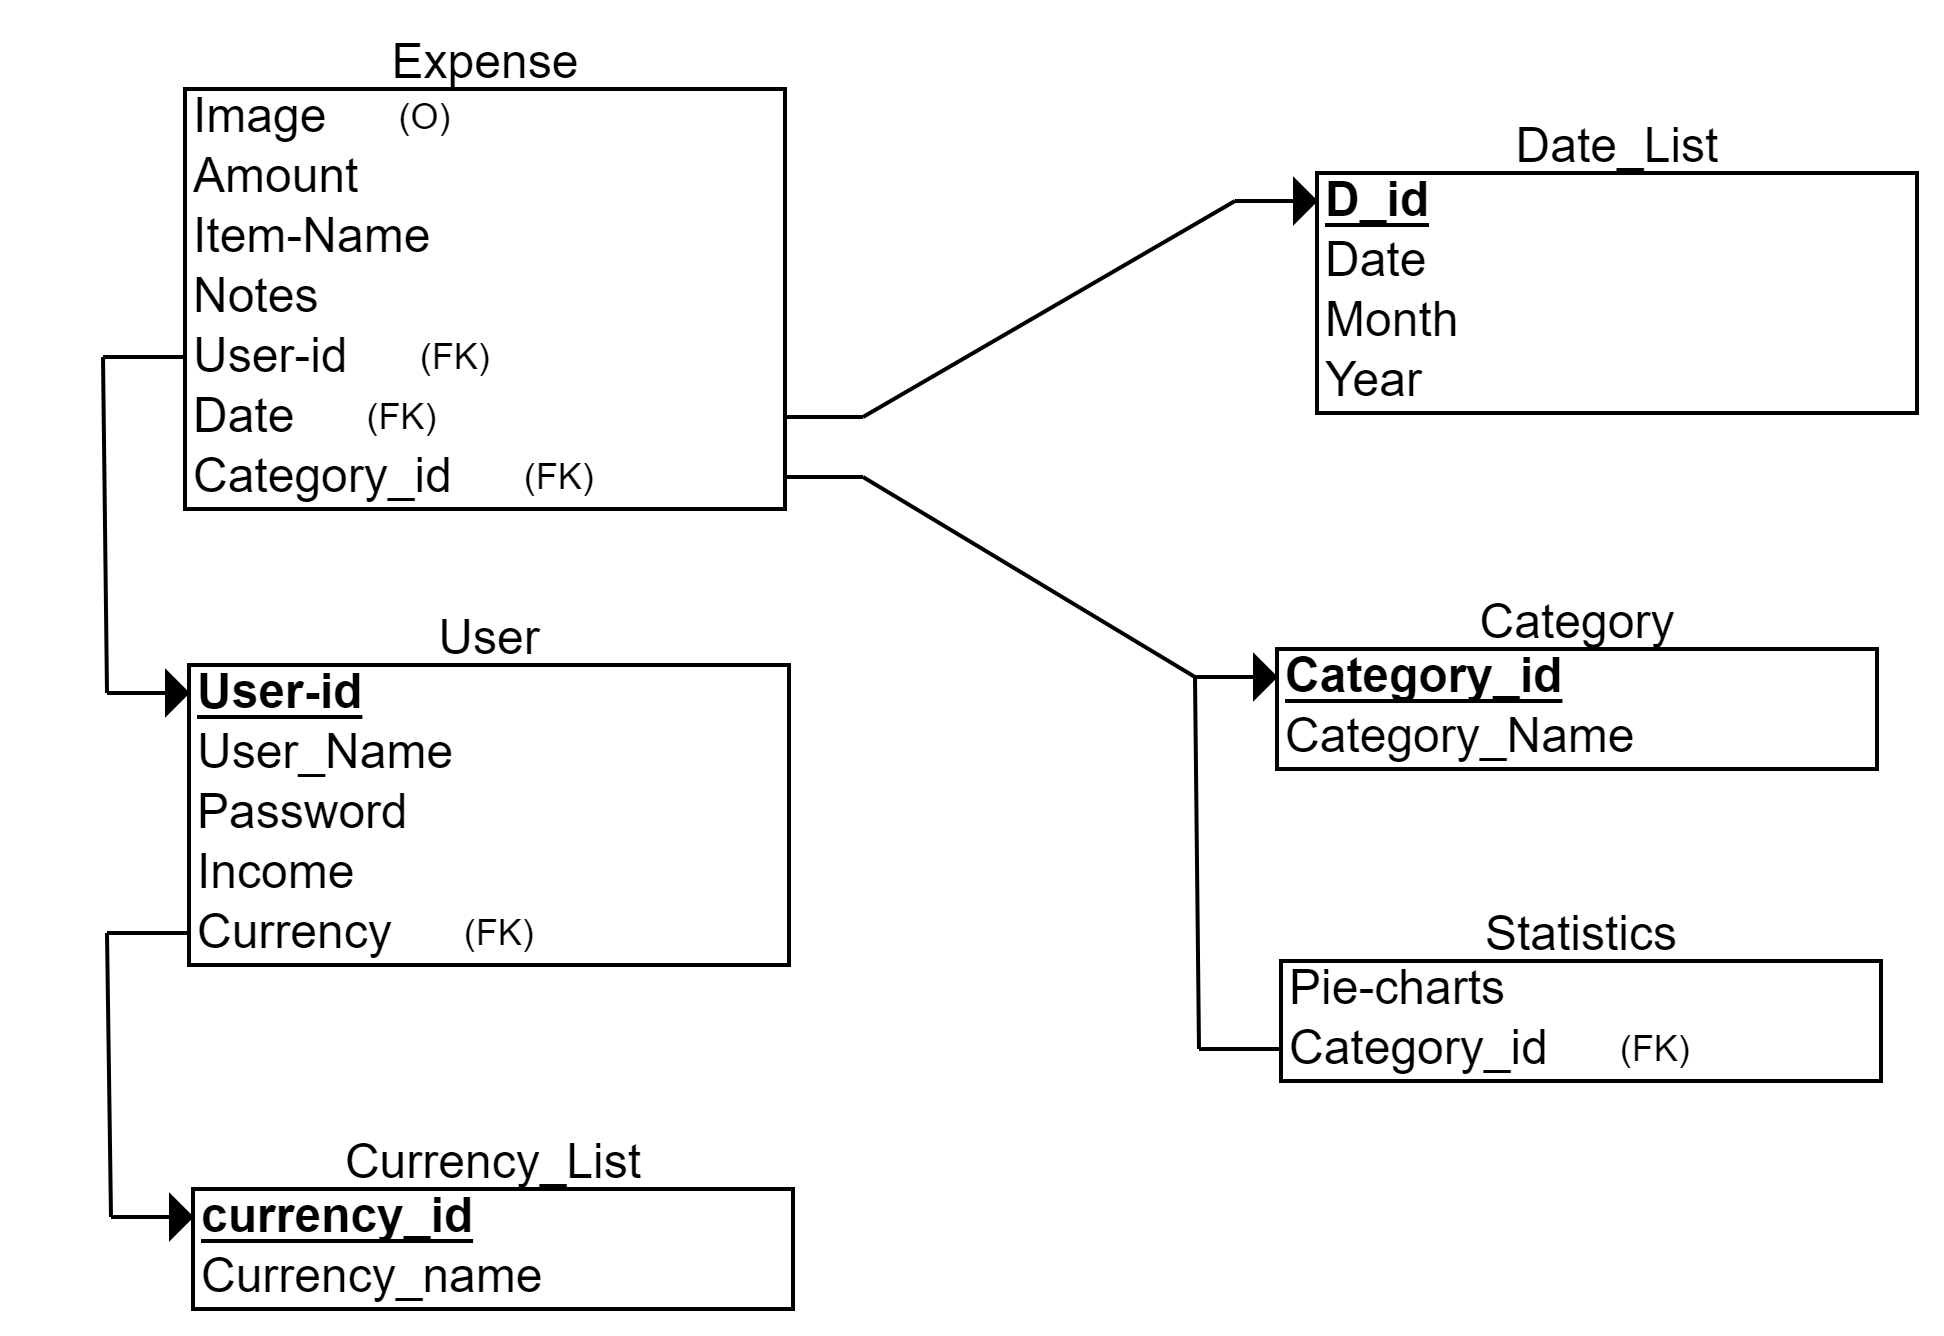 Expense
Image (O)
Amount
Item-Name
Notes
User-id (FK)
Date (FK)
Category_id (FK)
Date_List
D_id
Date
Month
Year
User
User-id
User_Name
Password
Income
Currency (FK)
Category
Category_id
Category_Name
Statistics
Pie-charts
Category_id (FK)
Currency_List
currency_id
Currency_name